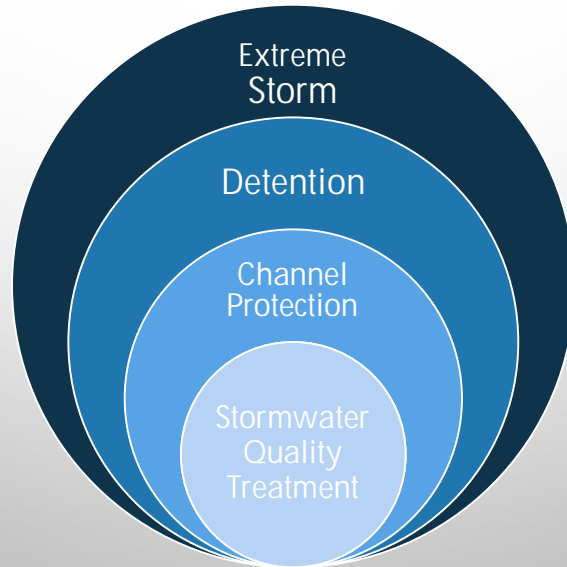 Extreme
Storm
Detention
Channel
Protection
Stormwater
Quality
Treatment